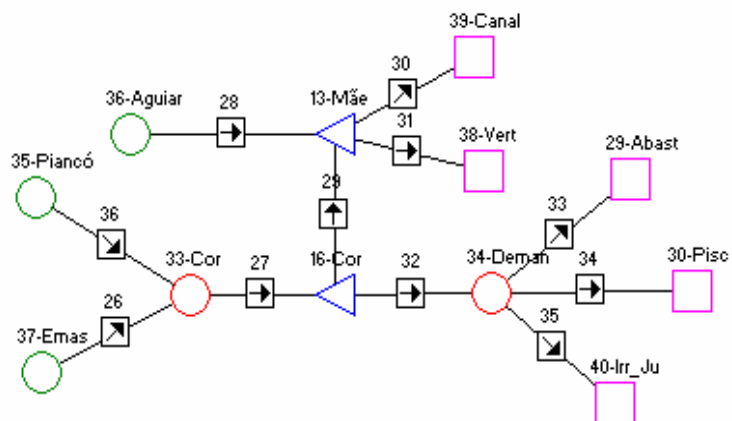 39-Canal
30
36-Aguiar
28
13-Mãe
31
38-Vert
29-Abast
35-Piancó
29
33
36
33-Cor
27
16-Cor
32
34-Deman
34
30-Pisc
26
35
37-Emas
40-Irr_Ju